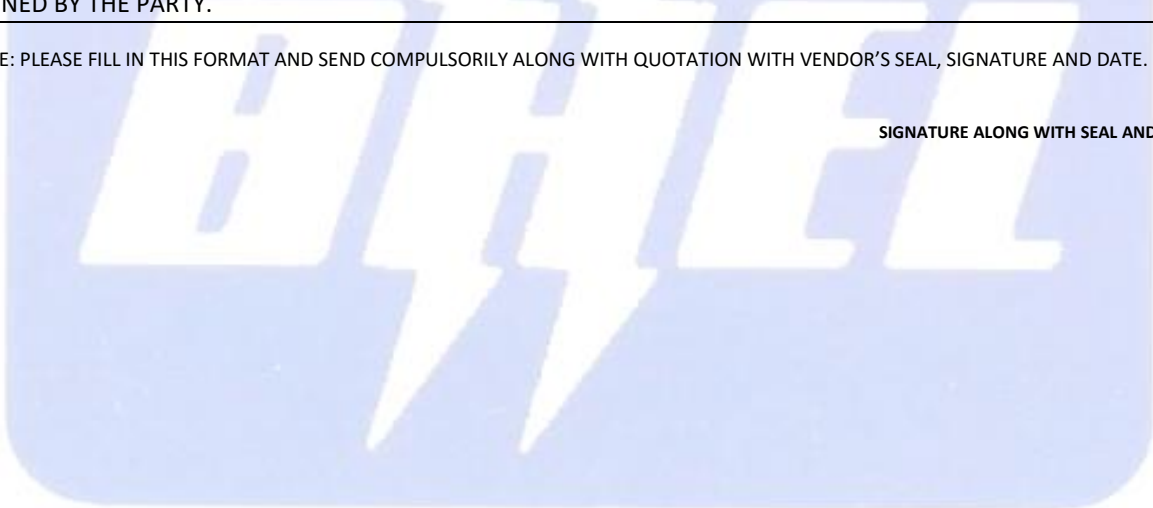 NED BY THE PARTY.
E: PLEASE FILL IN THIS FORMAT AND SEND COMPULSORILY ALONG WITH QUOTATION WITH VENDOR’S SEAL, SIGNATURE AND DATE.
SIGNATURE ALONG WITH SEAL AND
BHEL